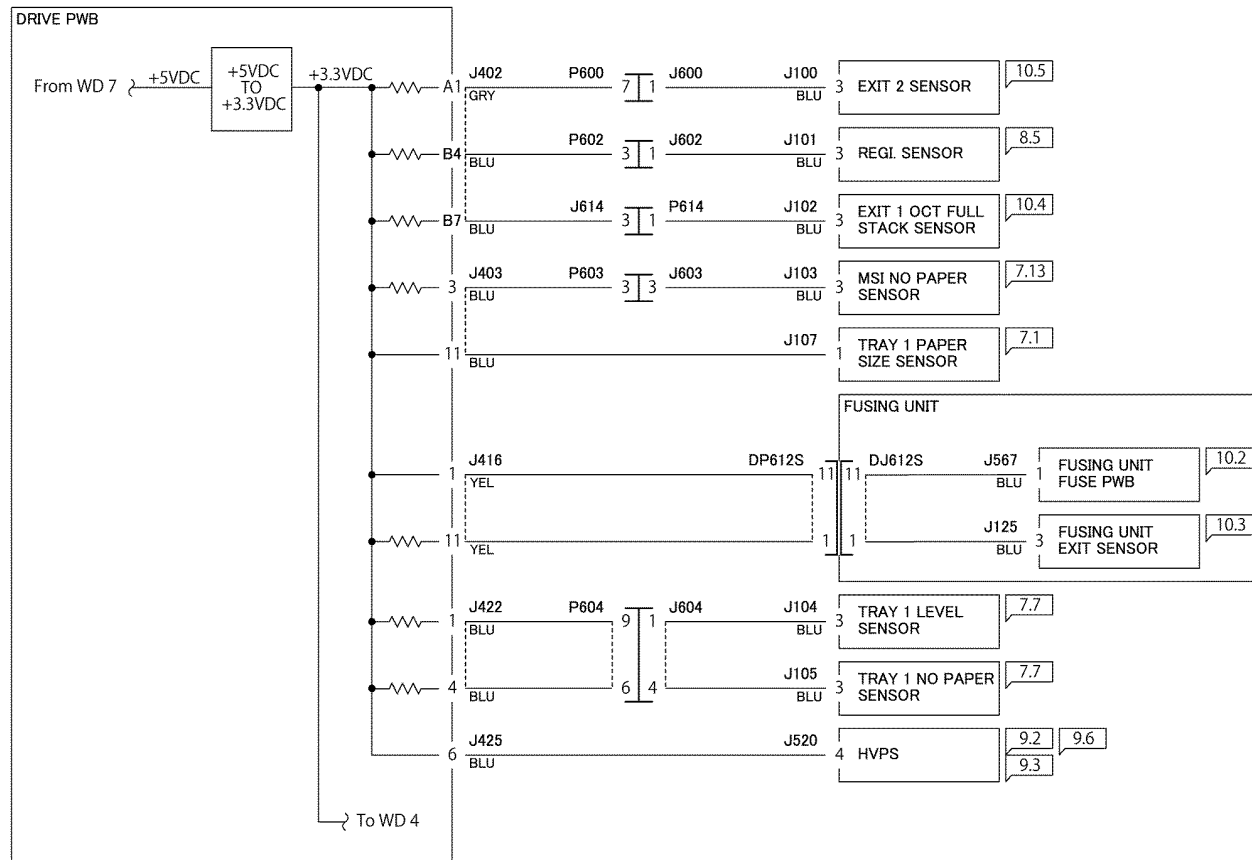 DRIVE PWB
From WD 7
+5VDC
+5VDC
TO
+3.3VDC
+3.3VDC
A1
J402
GRY
P600
7 1
J600
J100
BLU
3
EXIT 2 SENSOR
10.5
B4
BLU
P602
3 1
J602
J101
BLU
3
REGI. SENSOR
8.5
B7
BLU
J614
3 1
P614
J102
BLU
3
EXIT 1 OCT FULL
STACK SENSOR
10.4
3
J403
BLU
P603
3 3
J603
J103
BLU
3
MSI NO PAPER
SENSOR
7.13
11
BLU
J107
1
TRAY 1 PAPER
SIZE SENSOR
7.1
FUSING UNIT
1
J416
YEL
DP612S
11 11
DJ612S
J567
BLU
1
FUSING UNIT
FUSE PWB
10.2
11
YEL
1 1
J125
BLU
3
FUSING UNIT
EXIT SENSOR
10.3
1
J422
BLU
P604
9 1
J604
J104
BLU
3
TRAY 1 LEVEL
SENSOR
7.7
4
BLU
6 4
J105
BLU
3
TRAY 1 NO PAPER
SENSOR
7.7
6
J425
BLU
J520
4
HVPS
9.2
9.6
9.3
To WD 4